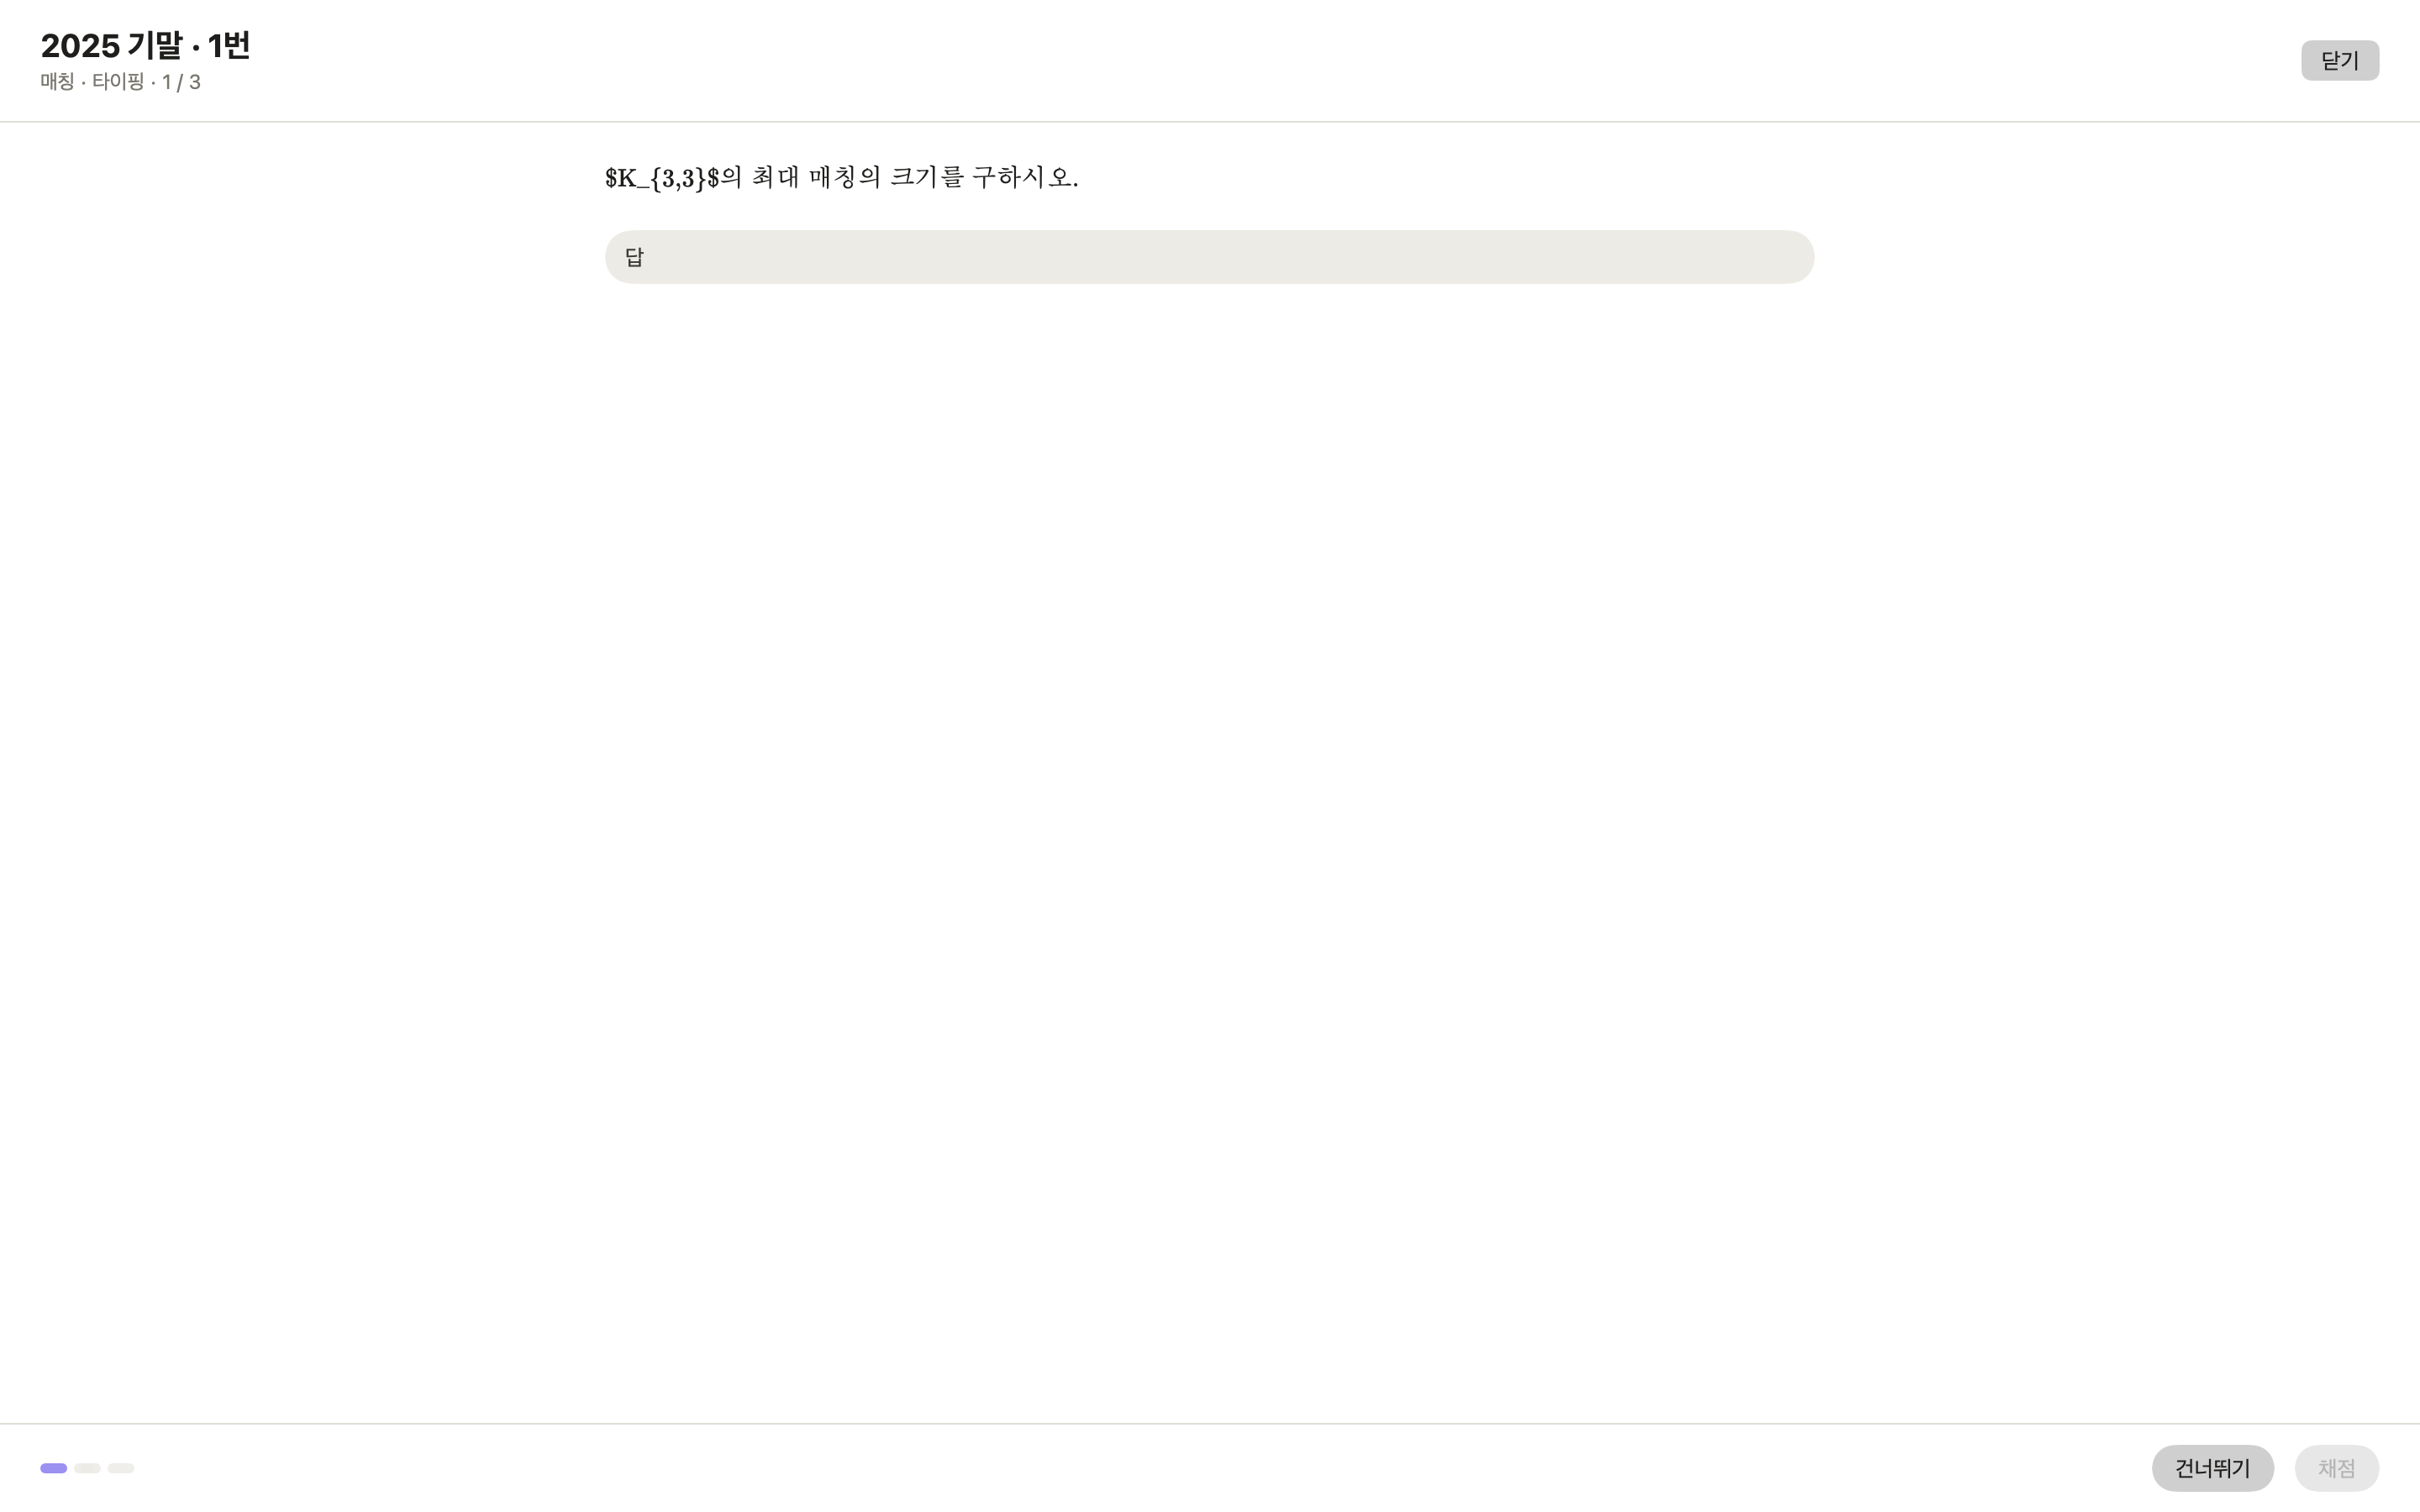 2025 기말 · 1번
매칭 · 타이핑 · 1 / 3
닫기
$K_{3,3}$의 최대 매칭의 크기를 구하시오.
답
건너뛰기
채점